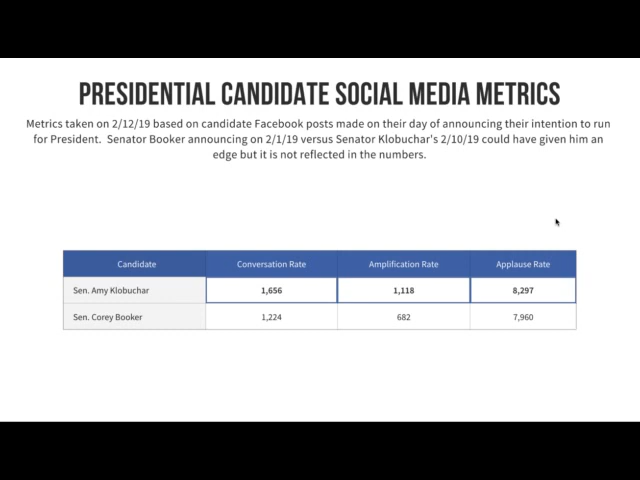 PRESIDENTIAL CANDIDATE SOCIAL MEDIA METRICS
Metrics taken on 2/12/19 based on candidate Facebook posts made on their day of announcing their intention to run
for President. Senator Booker announcing on 2/1/19 versus Senator Klobuchar's 2/10/19 could have given him an
edge but it is not reflected in the numbers.
Candidate Conversation Rate Amplification Rate Applause Rate
Sen. Amy Klobuchar 1,656 1,118 8,297
Sen. Corey Booker 1,224 682 7,960